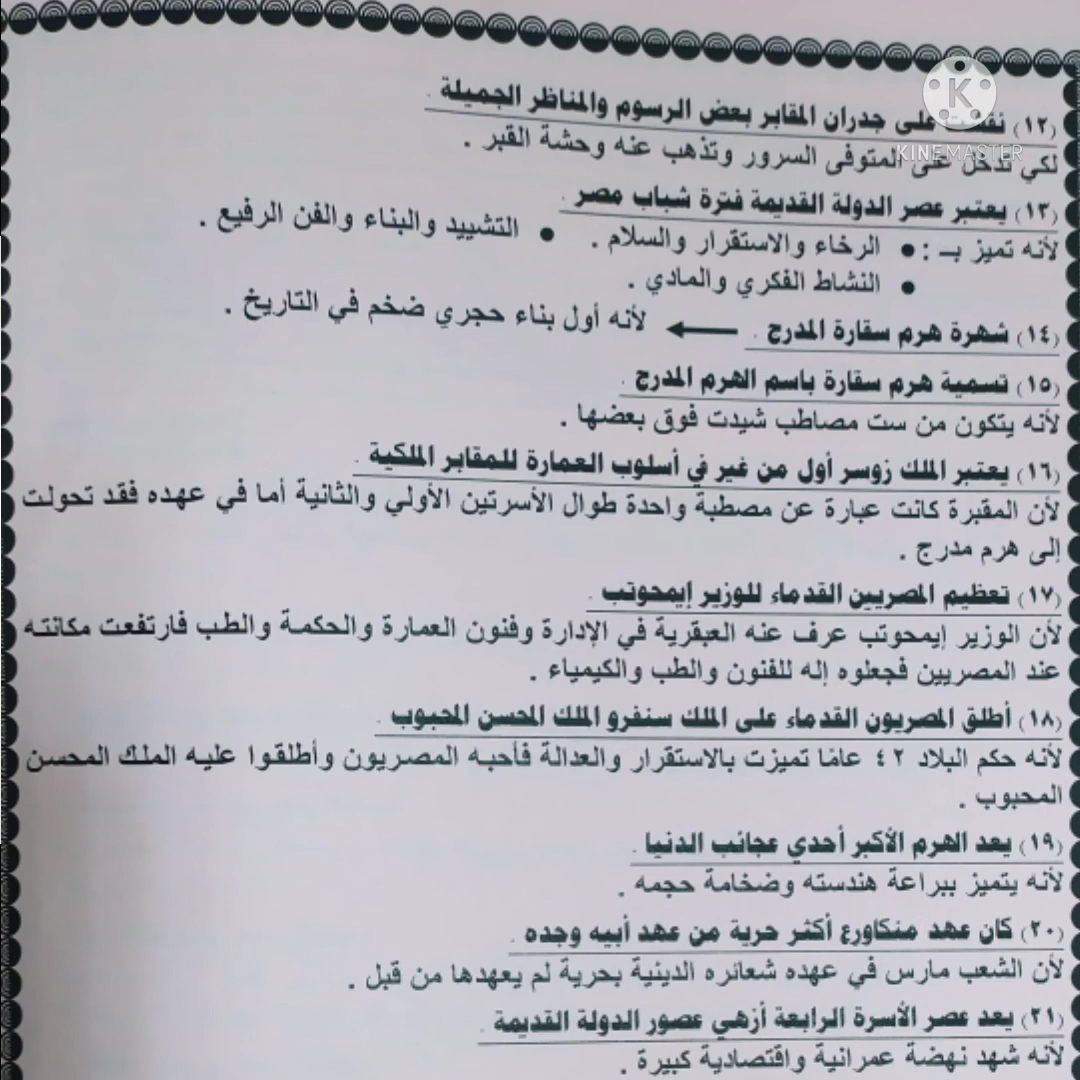 (١٢) نقشت على جدران المقابر بعض الرسوم والمناظر الجميلة .
KINEMASTER
لكي تدخل على المتوفى السرور وتذهب عنه وحشة القبر .
(١٣) يعتبر عصر الدولة القديمة فترة شباب مصر .
لأنه تميز بـ : • الرخاء والاستقرار والسلام . • التشييد والبناء والفن الرفيع .
• النشاط الفكري والمادي .
(١٤) شهرة هرم سقارة المدرج . ← لأنه أول بناء حجري ضخم في التاريخ .
(١٥) تسمية هرم سقارة باسم الهرم المدرج .
لأنه يتكون من ست مصاطب شيدت فوق بعضها .
(١٦) يعتبر الملك زوسر أول من غير في أسلوب العمارة للمقابر الملكية .
لأن المقبرة كانت عبارة عن مصطبة واحدة طوال الأسرتين الأولي والثانية أما في عهده فقد تحولت
إلى هرم مدرج .
(١٧) تعظيم المصريين القدماء للوزير إيمحوتب .
لأن الوزير إيمحوتب عرف عنه العبقرية في الإدارة وفنون العمارة والحكمة والطب فارتفعت مكانته
عند المصريين فجعلوه إله للفنون والطب والكيمياء .
(١٨) أطلق المصريون القدماء على الملك سنفرو الملك المحسن المحبوب .
لأنه حكم البلاد ٤٢ عامًا تميزت بالاستقرار والعدالة فأحبه المصريون وأطلقوا عليه الملك المحسن
المحبوب .
(١٩) يعد الهرم الأكبر أحدي عجائب الدنيا .
لأنه يتميز ببراعة هندسته وضخامة حجمه .
(٢٠) كان عهد منكاورع أكثر حرية من عهد أبيه وجده .
لأن الشعب مارس في عهده شعائره الدينية بحرية لم يعهدها من قبل .
(٢١) يعد عصر الأسرة الرابعة أزهي عصور الدولة القديمة .
لأنه شهد نهضة عمرانية واقتصادية كبيرة .